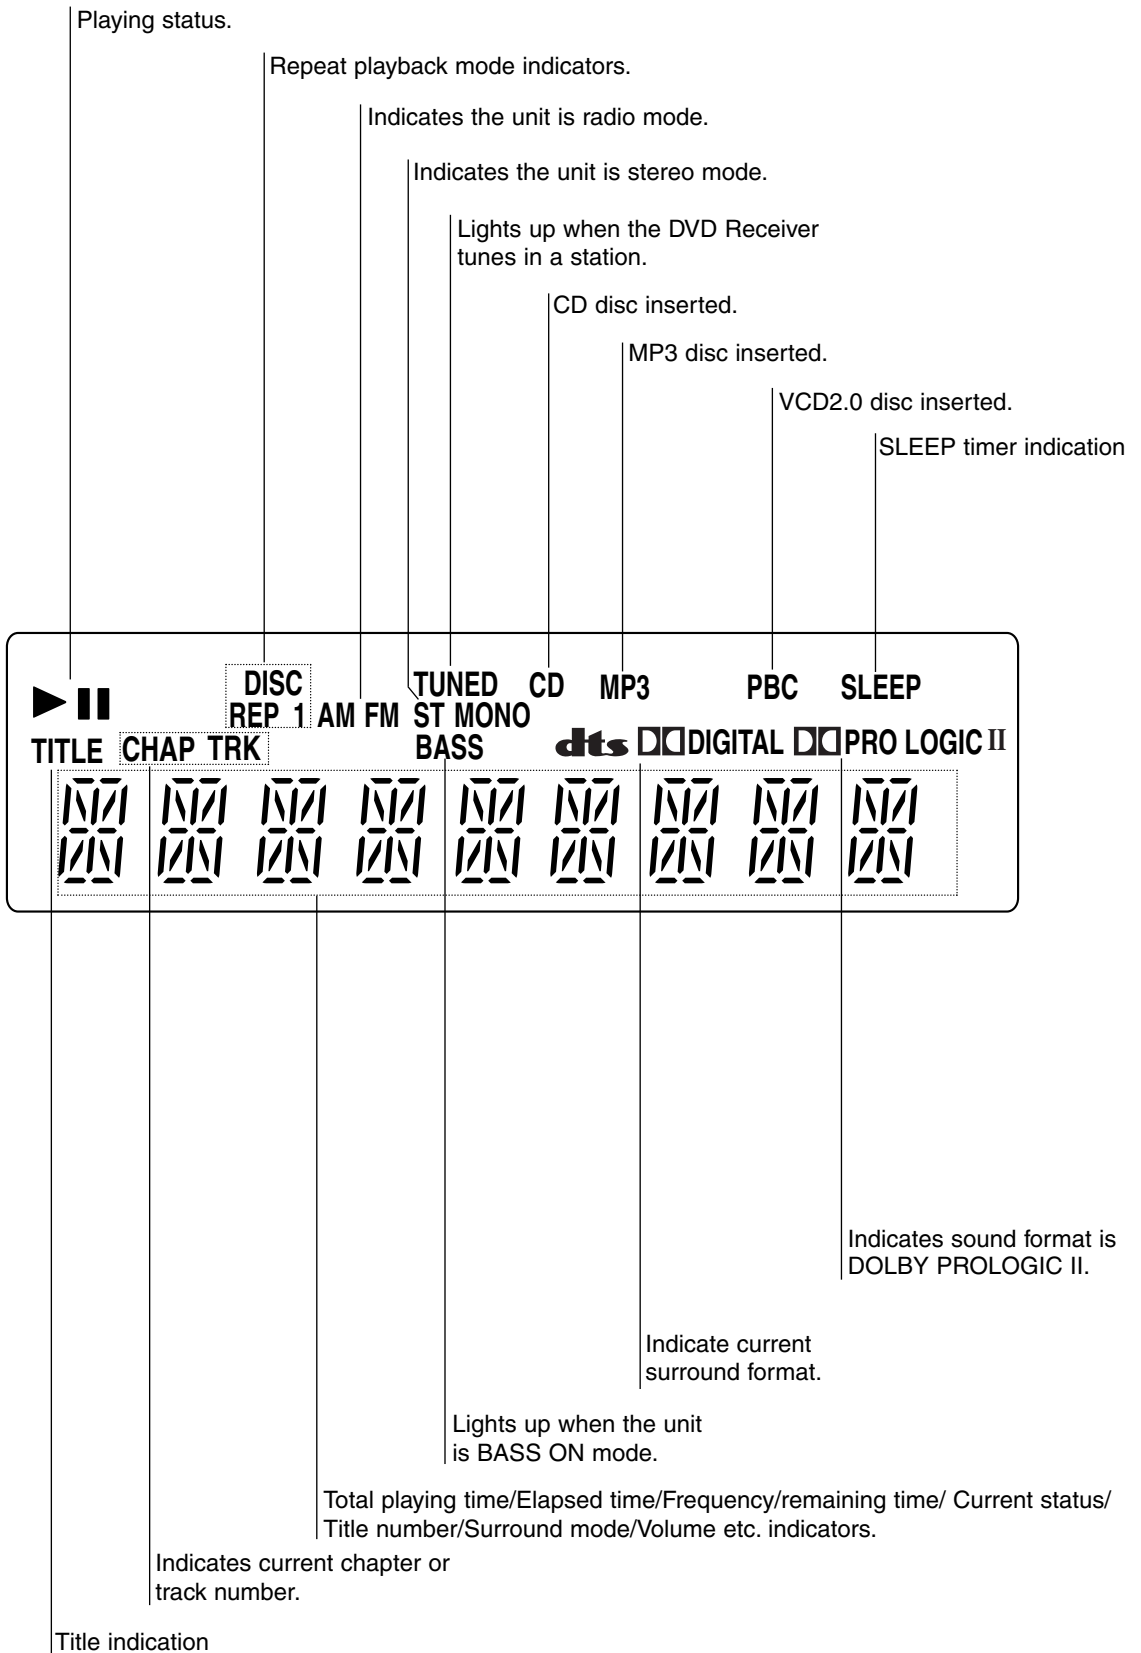 Playing status.
Repeat playback mode indicators.
Indicates the unit is radio mode.
Indicates the unit is stereo mode.
Lights up when the DVD Receiver
tunes in a station.
CD disc inserted.
MP3 disc inserted.
VCD2.0 disc inserted.
SLEEP timer indication
DISC TUNED CD MP3 PBC SLEEP
REP 1 AM FM ST MONO
TITLE CHAP TRK BASS dts DIGITAL PRO LOGIC II
Indicates sound format is
DOLBY PROLOGIC II.
Indicate current
surround format.
Lights up when the unit
is BASS ON mode.
Total playing time/Elapsed time/Frequency/remaining time/ Current status/
Title number/Surround mode/Volume etc. indicators.
Indicates current chapter or
track number.
Title indication